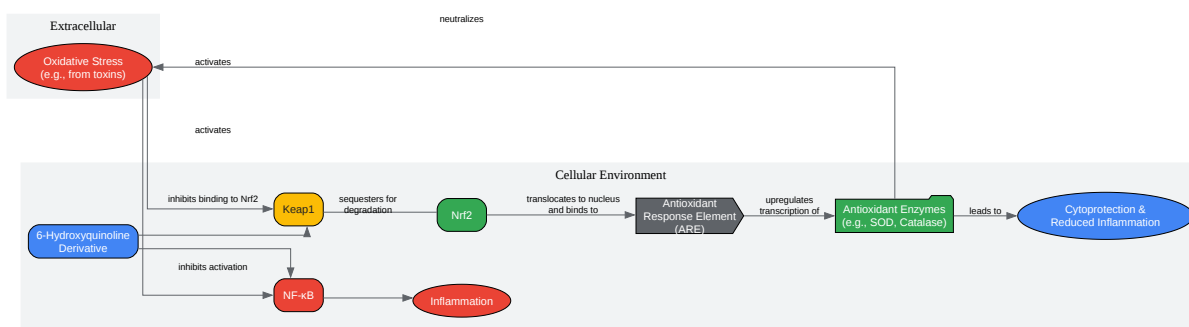 neutralizes
Extracellular
Oxidative Stress
(e.g., from toxins)
activates
activates
Cellular Environment
inhibits binding to Nrf2
Keap1
sequesters for
degradation
Nrf2
translocates to nucleus
and binds to
Antioxidant
Response Element
(ARE)
upregulates
transcription of
Antioxidant Enzymes
(e.g., SOD, Catalase)
leads to
Cytoprotection &
Reduced Inflammation
6-Hydroxyquinoline
Derivative
inhibits activation
NF-κB
Inflammation